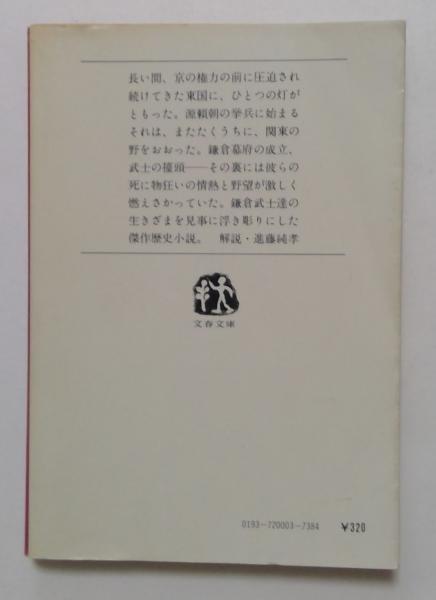 長い間、京の権力の前に圧迫され
続けてきた東国に、ひとつの灯が
ともった。源頼朝の挙兵に始まる
それは、またたくうちに、関東の
野をおおった。鎌倉幕府の成立、
武士の擡頭──その裏には彼らの
死に物狂いの情熱と野望が激しく
燃えさかっていた。鎌倉武士達の
生きざまを見事に浮き彫りにした
傑作歴史小説。 解説・進藤純孝
文春文庫
0193-720003-7384 ¥320